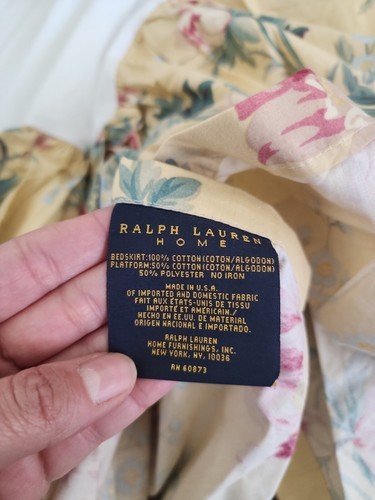 RALPH LAUREN
HOME
BEDSKIRT:100% COTTON(COTON/ALGODON)
PLATFORM:50% COTTON(COTON/ALGODON)
50% POLYESTER NO IRON
MADE IN U.S.A.
OF IMPORTED AND DOMESTIC FABRIC
FAIT AUX ÉTATS-UNIS DE TISSU
IMPORTÉ ET AMÉRICAIN./
HECHO EN EE.UU. DE MATERIAL
ORIGEN NACIONAL E IMPORTADO.
RALPH LAUREN
HOME FURNISHINGS, INC.
NEW YORK, NY, 10036
RN 60873